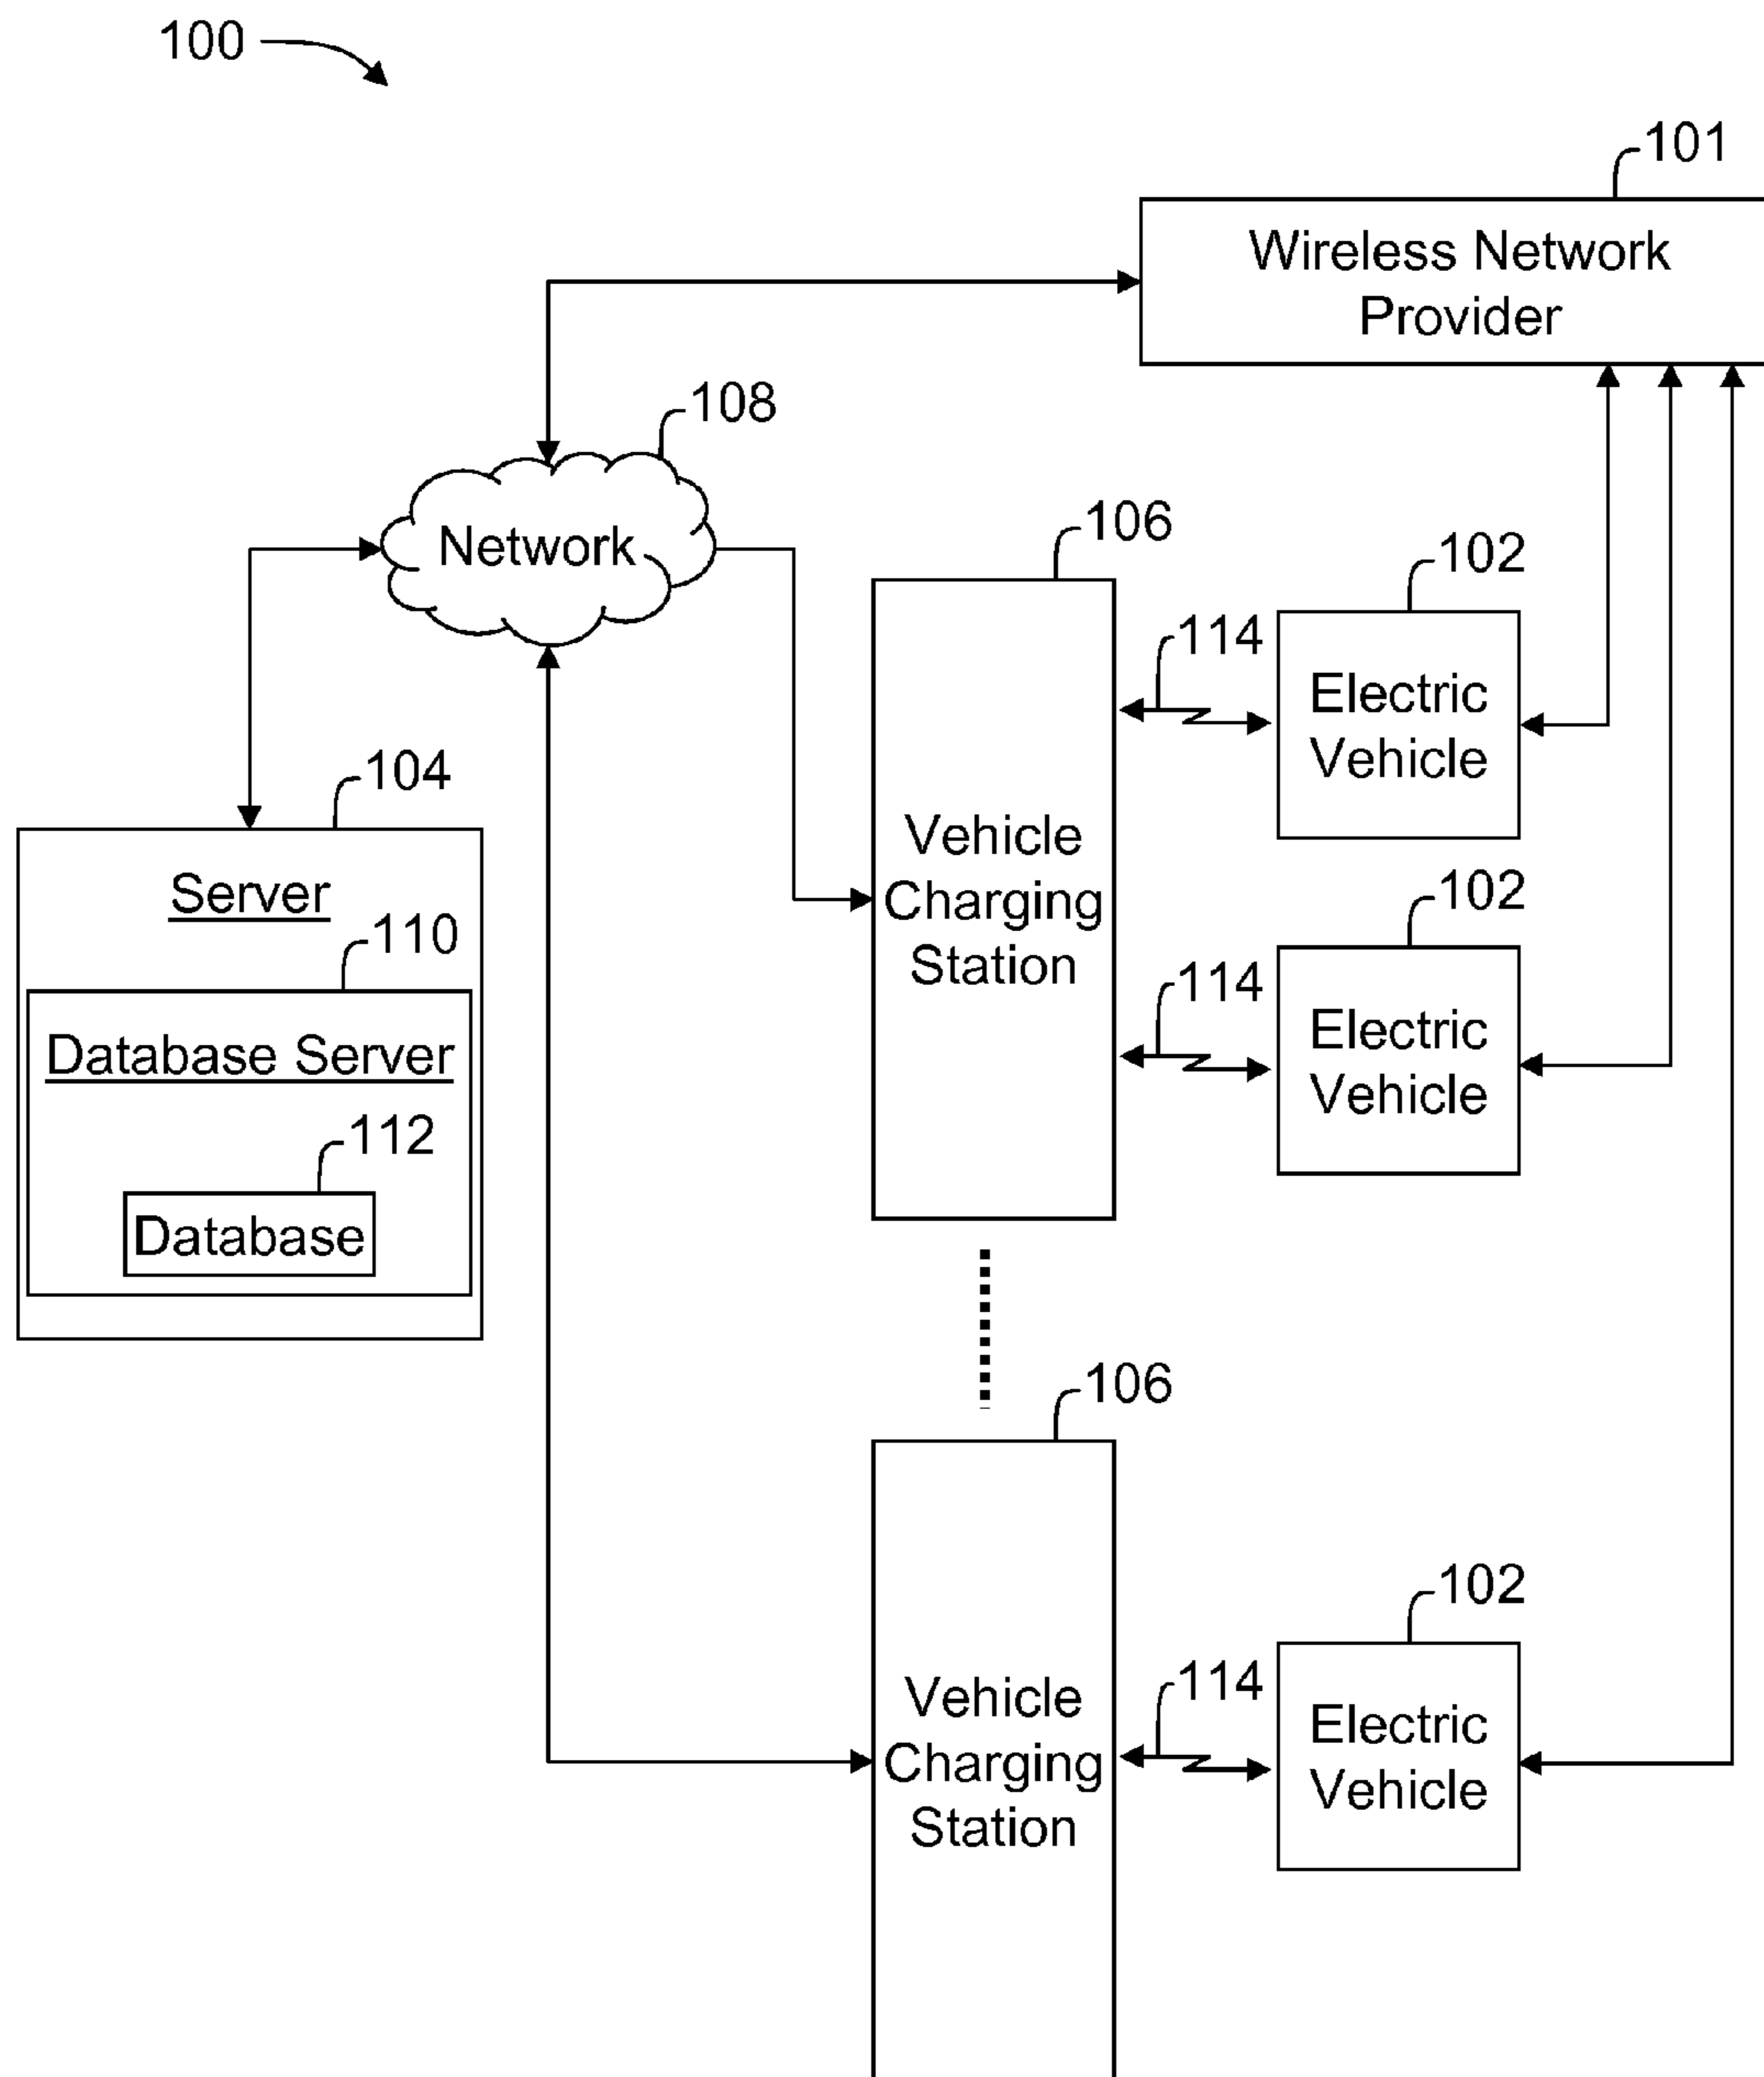 100
101
Wireless Network
Provider
108
Network
106
102
114
Electric
Vehicle
104
Server
Vehicle
Charging
Station
102
110
114
Electric
Vehicle
Database Server
112
Database
106
102
114
Vehicle
Charging
Station
Electric
Vehicle